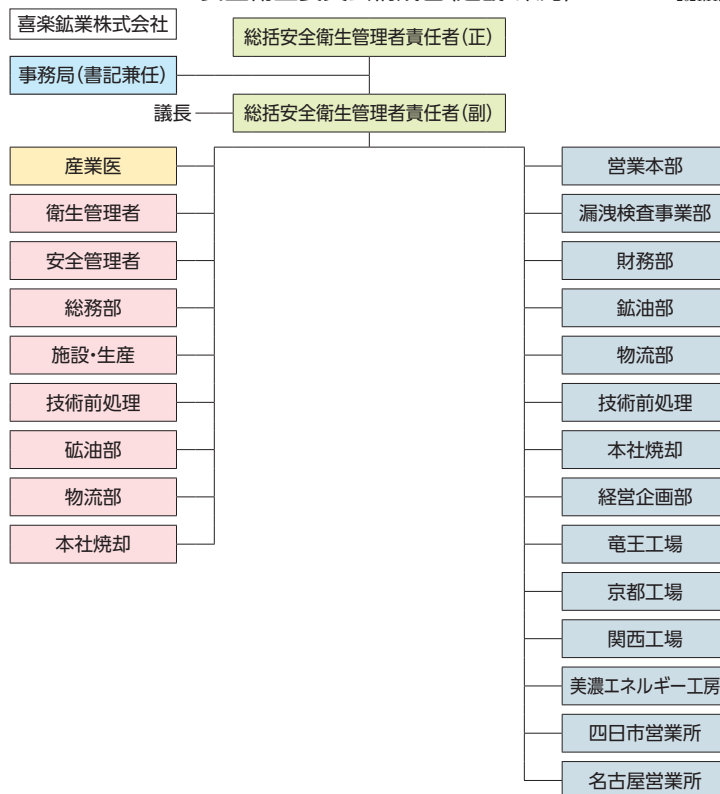 喜楽鉱業株式会社
総括安全衛生管理者責任者(正)
事務局(書記兼任)
議長
総括安全衛生管理者責任者(副)
産業医
衛生管理者
安全管理者
総務部
施設・生産
技術前処理
砿油部
物流部
本社焼却
営業本部
漏洩検査事業部
財務部
鉱油部
物流部
技術前処理
本社焼却
経営企画部
竜王工場
京都工場
関西工場
美濃エネルギー工房
四日市営業所
名古屋営業所